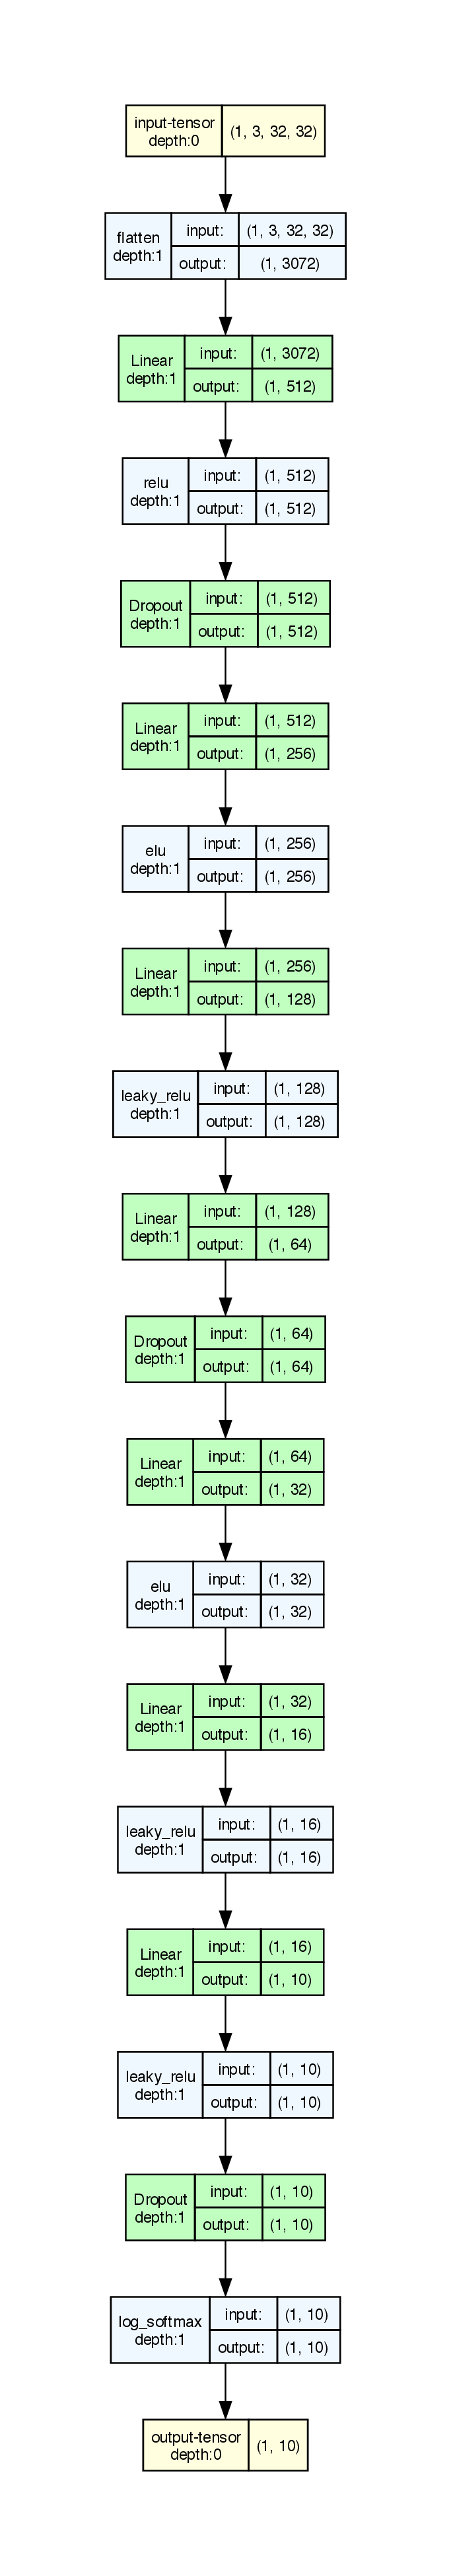 input-tensor
depth:0
(1, 3, 32, 32)
flatten
depth:1
input:
(1, 3, 32, 32)
output:
(1, 3072)
Linear
depth:1
input:
(1, 3072)
output:
(1, 512)
relu
depth:1
input:
(1, 512)
output:
(1, 512)
Dropout
depth:1
input:
(1, 512)
output:
(1, 512)
Linear
depth:1
input:
(1, 512)
output:
(1, 256)
elu
depth:1
input:
(1, 256)
output:
(1, 256)
Linear
depth:1
input:
(1, 256)
output:
(1, 128)
leaky_relu
depth:1
input:
(1, 128)
output:
(1, 128)
Linear
depth:1
input:
(1, 128)
output:
(1, 64)
Dropout
depth:1
input:
(1, 64)
output:
(1, 64)
Linear
depth:1
input:
(1, 64)
output:
(1, 32)
elu
depth:1
input:
(1, 32)
output:
(1, 32)
Linear
depth:1
input:
(1, 32)
output:
(1, 16)
leaky_relu
depth:1
input:
(1, 16)
output:
(1, 16)
Linear
depth:1
input:
(1, 16)
output:
(1, 10)
leaky_relu
depth:1
input:
(1, 10)
output:
(1, 10)
Dropout
depth:1
input:
(1, 10)
output:
(1, 10)
log_softmax
depth:1
input:
(1, 10)
output:
(1, 10)
output-tensor
depth:0
(1, 10)